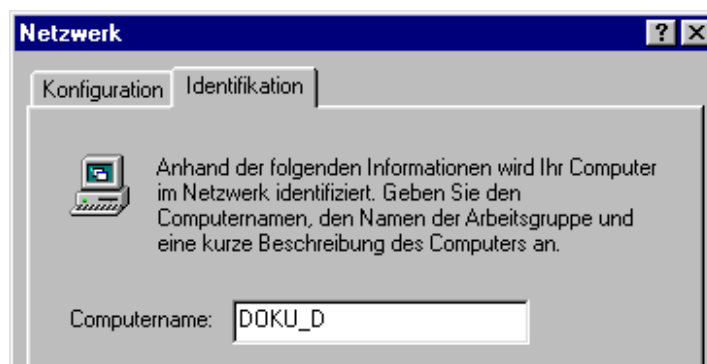 Netzwerk
Konfiguration Identifikation
Anhand der folgenden Informationen wird Ihr Computer
im Netzwerk identifiziert. Geben Sie den
Computernamen, den Namen der Arbeitsgruppe und
eine kurze Beschreibung des Computers an.
Computername: DOKU_D